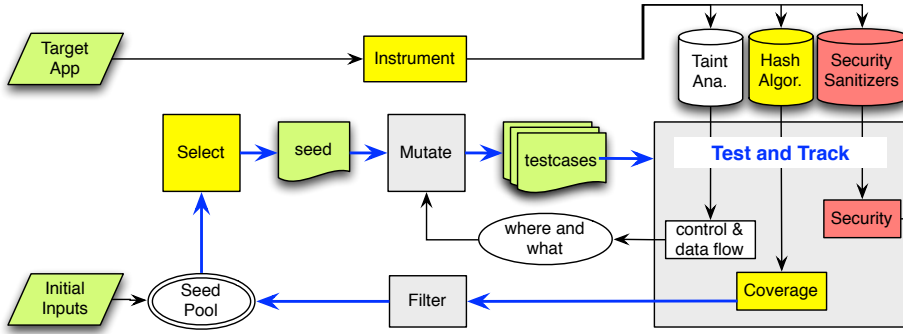 Target
App
Instrument
Taint
Ana.
Hash
Algor.
Security
Sanitizers
Select
seed
Mutate
testcases
Test and Track
where and
what
control &
data flow
Security
Initial
Inputs
Seed
Pool
Filter
Coverage